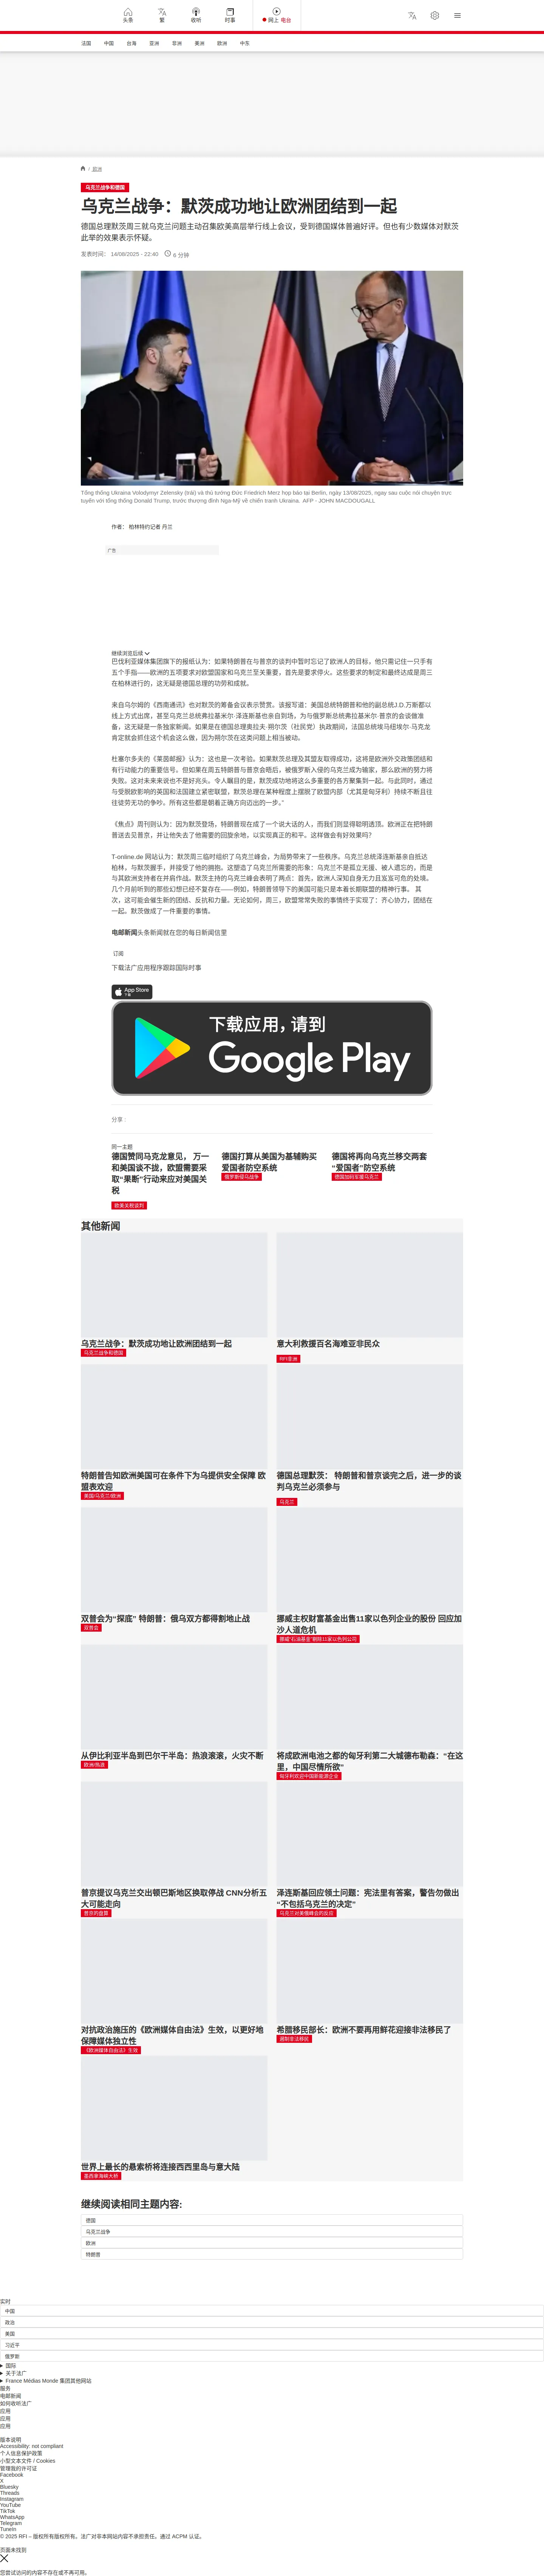 头条
繁
收听
时事
网上 电台
法国
中国
台海
亚洲
非洲
美洲
欧洲
中东
/ 欧洲
乌克兰战争和德国
乌克兰战争：默茨成功地让欧洲团结到一起
德国总理默茨周三就乌克兰问题主动召集欧美高层举行线上会议，受到德国媒体普遍好评。但也有少数媒体对默茨
此举的效果表示怀疑。
发表时间： 14/08/2025 - 22:40 6 分钟
Tổng thống Ukraina Volodymyr Zelensky (trái) và thủ tướng Đức Friedrich Merz họp báo tại Berlin, ngày 13/08/2025, ngay sau cuộc nói chuyện trực
tuyến với tổng thống Donald Trump, trước thượng đỉnh Nga-Mỹ về chiến tranh Ukraina. AFP - JOHN MACDOUGALL
作者： 柏林特约记者 丹兰
广告
继续浏览后续
巴伐利亚媒体集团旗下的报纸认为：如果特朗普在与普京的谈判中暂时忘记了欧洲人的目标，他只需记住一只手有
五个手指——欧洲的五项要求对欧盟国家和乌克兰至关重要，首先是要求停火。这些要求的制定和最终达成是周三
在柏林进行的，这无疑是德国总理的功劳和成就。
来自乌尔姆的《西南通讯》也对默茨的筹备会议表示赞赏。该报写道：美国总统特朗普和他的副总统J.D.万斯都以
线上方式出席，甚至乌克兰总统弗拉基米尔·泽连斯基也亲自到场，为与俄罗斯总统弗拉基米尔·普京的会谈做准
备，这无疑是一条独家新闻。如果是在德国总理奥拉夫·朔尔茨（社民党）执政期间，法国总统埃马纽埃尔·马克龙
肯定就会抓住这个机会这么做，因为朔尔茨在这类问题上相当被动。
杜塞尔多夫的《莱茵邮报》认为：这也是一次考验。如果默茨总理及其盟友取得成功，这将是欧洲外交政策团结和
有行动能力的重要信号。但如果在周五特朗普与普京会晤后，被俄罗斯入侵的乌克兰成为输家，那么欧洲的努力将
失败。这对未来来说也不是好兆头。令人瞩目的是，默茨成功地将这么多重要的各方聚集到一起。与此同时，通过
与受脱欧影响的英国和法国建立紧密联盟，默茨总理在某种程度上摆脱了欧盟内部（尤其是匈牙利）持续不断且往
往徒劳无功的争吵。所有这些都是朝着正确方向迈出的一步。”
《焦点》周刊则认为：因为默茨登场，特朗普现在成了一个说大话的人，而我们则显得聪明透顶。欧洲正在把特朗
普送去见普京，并让他失去了他需要的回旋余地，以实现真正的和平。这样做会有好效果吗？
T-online.de 网站认为：默茨周三临时组织了乌克兰峰会，为局势带来了一些秩序。乌克兰总统泽连斯基亲自抵达
柏林，与默茨握手，并接受了他的拥抱。这塑造了乌克兰所需要的形象：乌克兰不是孤立无援、被人遗忘的，而是
与其欧洲支持者在并肩作战。默茨主持的乌克兰峰会表明了两点：首先，欧洲人深知自身无力且岌岌可危的处境。
几个月前听到的那些幻想已经不复存在——例如，特朗普领导下的美国可能只是本着长期联盟的精神行事。 其
次，这可能会催生新的团结、反抗和力量。无论如何，周三，欧盟常常失败的事情终于实现了：齐心协力，团结在
一起。默茨做成了一件重要的事情。
电邮新闻头条新闻就在您的每日新闻信里
订阅
下载法广应用程序跟踪国际时事
App Store
下载
下载应用，请到
Google Play
分享 :
同一主题
德国赞同马克龙意见， 万一和美国谈不拢，欧盟需要采取“果断”行动来应对美国关税
欧美关税谈判
德国打算从美国为基辅购买爱国者防空系统
俄罗斯侵乌战争
德国将再向乌克兰移交两套“爱国者”防空系统
德国加码军援乌克兰
其他新闻
乌克兰战争：默茨成功地让欧洲团结到一起
乌克兰战争和德国
意大利救援百名海难亚非民众
RFI亚洲
特朗普告知欧洲美国可在条件下为乌提供安全保障 欧盟表欢迎
美国/乌克兰/欧洲
德国总理默茨： 特朗普和普京谈完之后，进一步的谈判乌克兰必须参与
乌克兰
双普会为“探底” 特朗普：俄乌双方都得割地止战
双普会
挪威主权财富基金出售11家以色列企业的股份 回应加沙人道危机
挪威“石油基金”剔除11家以色列公司
从伊比利亚半岛到巴尔干半岛：热浪滚滚，火灾不断
欧洲/热浪
将成欧洲电池之都的匈牙利第二大城德布勒森：“在这里，中国尽情所欲”
匈牙利欢迎中国新能源企业
普京提议乌克兰交出顿巴斯地区换取停战 CNN分析五大可能走向
普京的盘算
泽连斯基回应领土问题：宪法里有答案，警告勿做出“不包括乌克兰的决定”
乌克兰对美俄峰会的反应
对抗政治施压的《欧洲媒体自由法》生效，以更好地保障媒体独立性
《欧洲媒体自由法》生效
希腊移民部长：欧洲不要再用鲜花迎接非法移民了
遏制非法移民
世界上最长的悬索桥将连接西西里岛与意大陆
墨西拿海峡大桥
继续阅读相同主题内容:
德国
乌克兰战争
欧洲
特朗普
实时
中国
政治
美国
习近平
俄罗斯
国际
关于法广
France Médias Monde 集团其他网站
服务
电邮新闻
如何收听法广
应用
应用
应用
版本说明
Accessibility: not compliant
个人信息保护政策
小型文本文件 / Cookies
管理我的许可证
Facebook
X
Bluesky
Threads
Instagram
YouTube
TikTok
WhatsApp
Telegram
TuneIn
© 2025 RFI – 版权所有版权所有。法广对非本网站内容不承担责任。通过 ACPM 认证。
页面未找到
您尝试访问的内容不存在或不再可用。